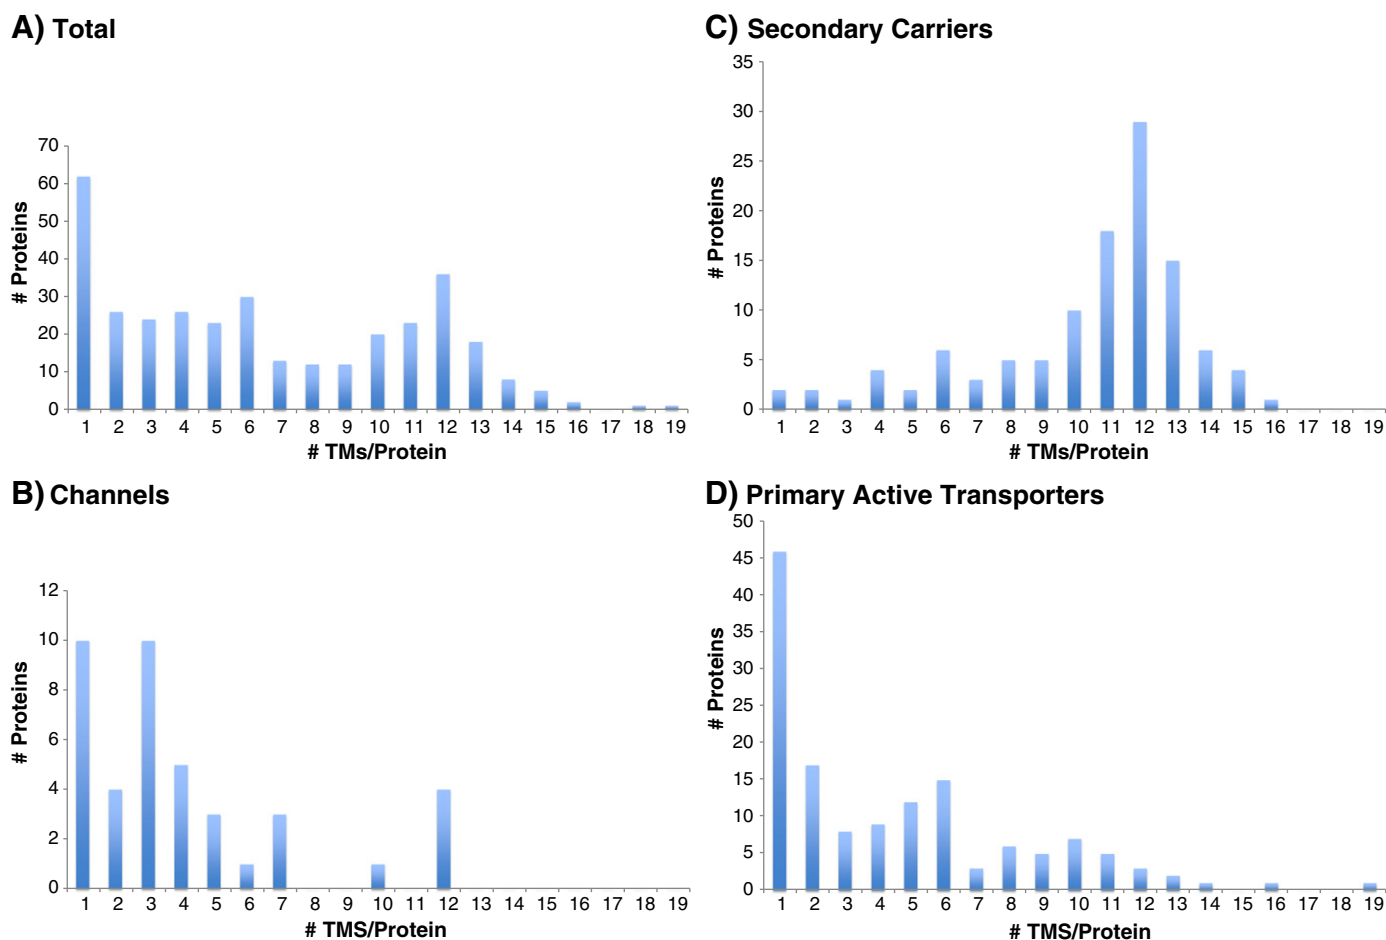 A) Total
70
60
50
40
30
20
10
0
# Proteins
1 2 3 4 5 6 7 8 9 10 11 12 13 14 15 16 17 18 19
# TMs/Protein
B) Channels
12
10
8
6
4
2
0
# Proteins
1 2 3 4 5 6 7 8 9 10 11 12 13 14 15 16 17 18 19
# TMS/Protein
C) Secondary Carriers
35
30
25
20
15
10
5
0
# Proteins
1 2 3 4 5 6 7 8 9 10 11 12 13 14 15 16 17 18 19
# TMs/Protein
D) Primary Active Transporters
50
45
40
35
30
25
20
15
10
5
0
# Proteins
1 2 3 4 5 6 7 8 9 10 11 12 13 14 15 16 17 18 19
# TMS/Protein